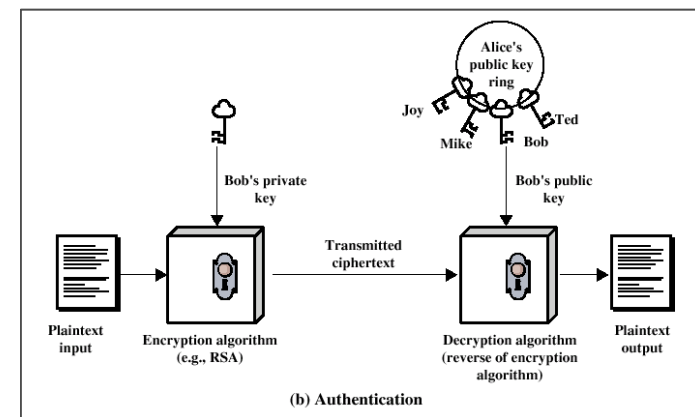 Alice's
public key
ring
Joy
Ted
Mike
Bob
Bob's private
key
Bob's public
key
Transmitted
ciphertext
Plaintext
input
Encryption algorithm
(e.g., RSA)
Decryption algorithm
(reverse of encryption
algorithm)
Plaintext
output
(b) Authentication